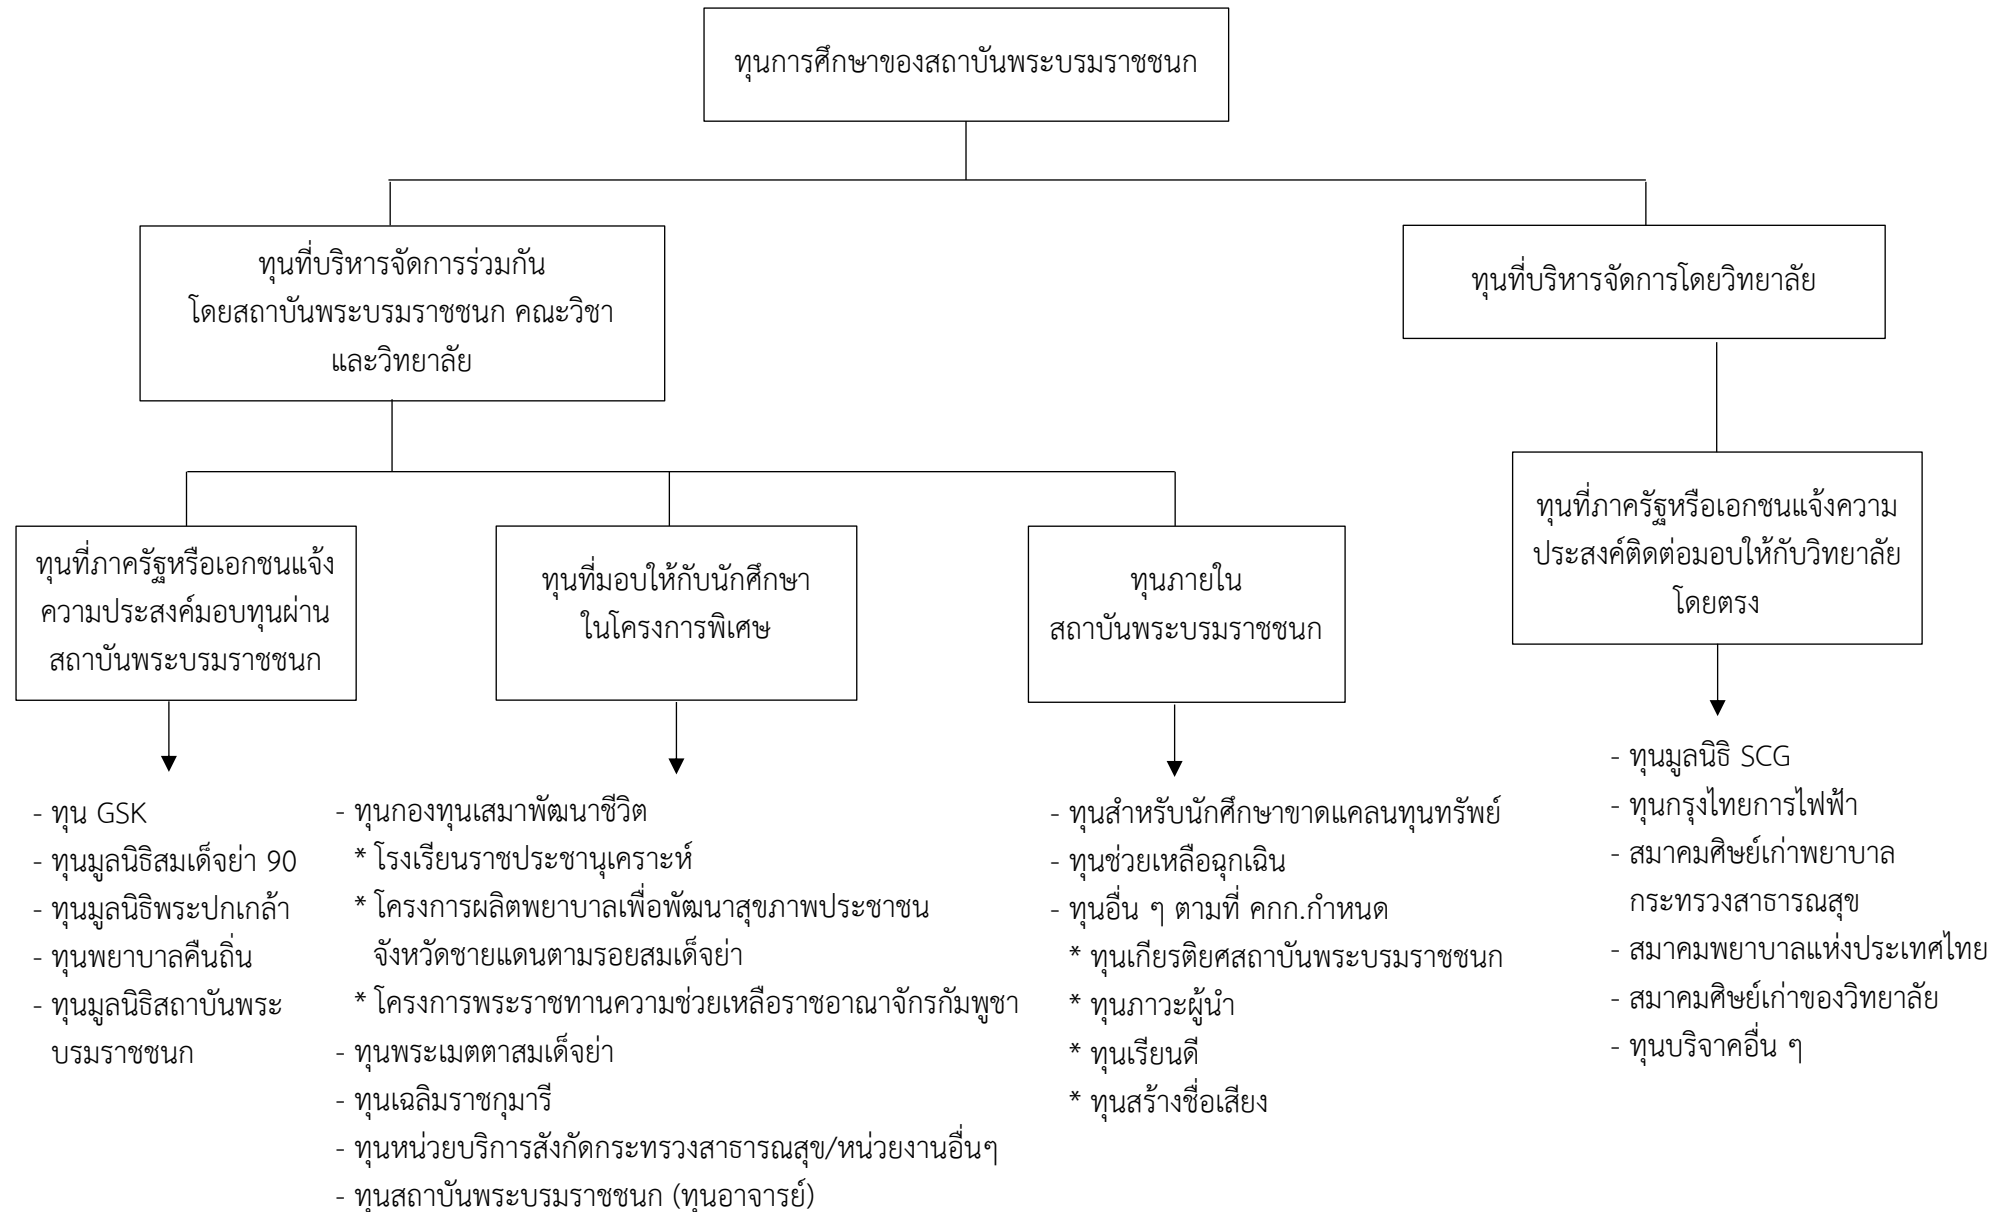 ทุนการศึกษาของสถาบันพระบรมราชชนก
ทุนที่บริหารจัดการร่วมกัน
โดยสถาบันพระบรมราชชนก คณะวิชา
และวิทยาลัย
ทุนที่บริหารจัดการโดยวิทยาลัย
ทุนที่ภาครัฐหรือเอกชนแจ้ง
ความประสงค์มอบทุนผ่าน
สถาบันพระบรมราชชนก
ทุนที่มอบให้กับนักศึกษา
ในโครงการพิเศษ
ทุนภายใน
สถาบันพระบรมราชชนก
ทุนที่ภาครัฐหรือเอกชนแจ้งความ
ประสงค์ติดต่อมอบให้กับวิทยาลัย
โดยตรง
- ทุน GSK
- ทุนมูลนิธิสมเด็จย่า 90
- ทุนมูลนิธิพระปกเกล้า
- ทุนพยาบาลคืนถิ่น
- ทุนมูลนิธิสถาบันพระ
บรมราชชนก
- ทุนกองทุนเสมาพัฒนาชีวิต
* โรงเรียนราชประชานุเคราะห์
* โครงการผลิตพยาบาลเพื่อพัฒนาสุขภาพประชาชน
จังหวัดชายแดนตามรอยสมเด็จย่า
* โครงการพระราชทานความช่วยเหลือราชอาณาจักรกัมพูชา
- ทุนพระเมตตาสมเด็จย่า
- ทุนเฉลิมราชกุมารี
- ทุนหน่วยบริการสังกัดกระทรวงสาธารณสุข/หน่วยงานอื่นๆ
- ทุนสถาบันพระบรมราชชนก (ทุนอาจารย์)
- ทุนสำหรับนักศึกษาขาดแคลนทุนทรัพย์
- ทุนช่วยเหลือฉุกเฉิน
- ทุนอื่น ๆ ตามที่ คกก.กำหนด
* ทุนเกียรติยศสถาบันพระบรมราชชนก
* ทุนภาวะผู้นำ
* ทุนเรียนดี
* ทุนสร้างชื่อเสียง
- ทุนมูลนิธิ SCG
- ทุนกรุงไทยการไฟฟ้า
- สมาคมศิษย์เก่าพยาบาล
กระทรวงสาธารณสุข
- สมาคมพยาบาลแห่งประเทศไทย
- สมาคมศิษย์เก่าของวิทยาลัย
- ทุนบริจาคอื่น ๆ